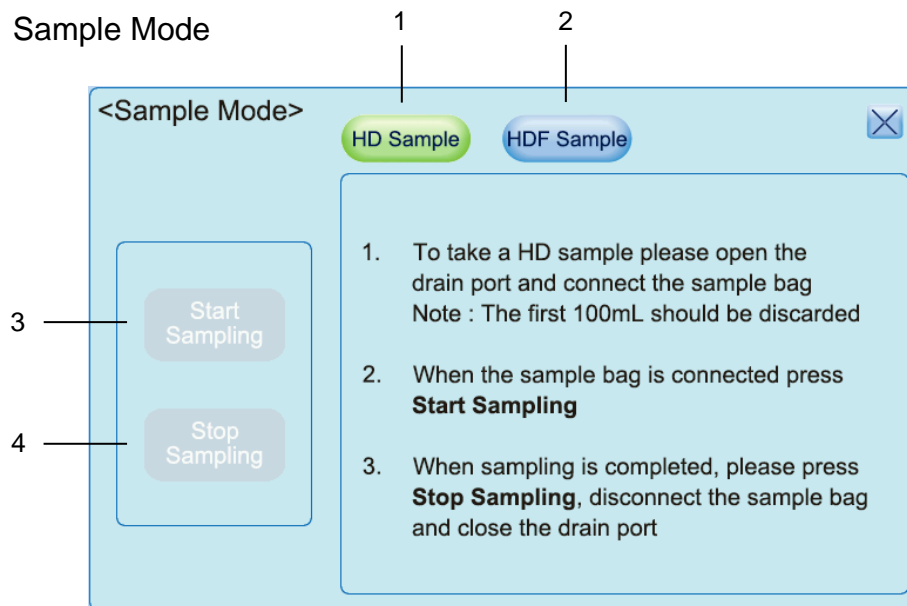 Sample Mode
1
2
<Sample Mode>
HD Sample
HDF Sample
3
Start
Sampling
4
Stop
Sampling
1. To take a HD sample please open the
drain port and connect the sample bag
Note : The first 100mL should be discarded
2. When the sample bag is connected press
Start Sampling
3. When sampling is completed, please press
Stop Sampling, disconnect the sample bag
and close the drain port